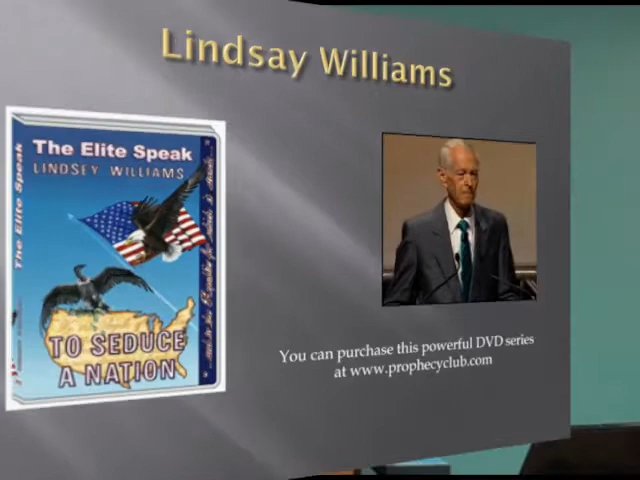 Lindsay Williams
The Elite Speak
LINDSEY WILLIAMS
The Elite Speak
TO SEDUCE
A NATION
You can purchase this powerful DVD series
at www.prophecyclub.com